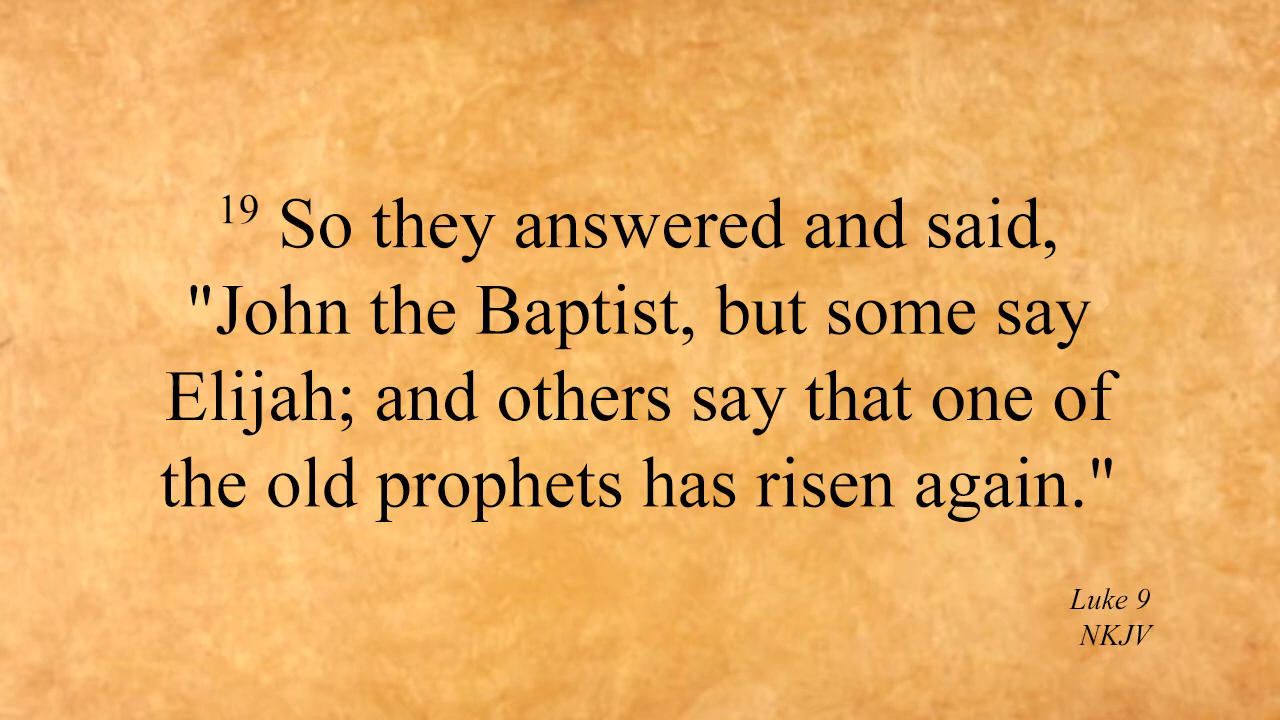 19 So they answered and said,
"John the Baptist, but some say
Elijah; and others say that one of
the old prophets has risen again."
Luke 9
NKJV